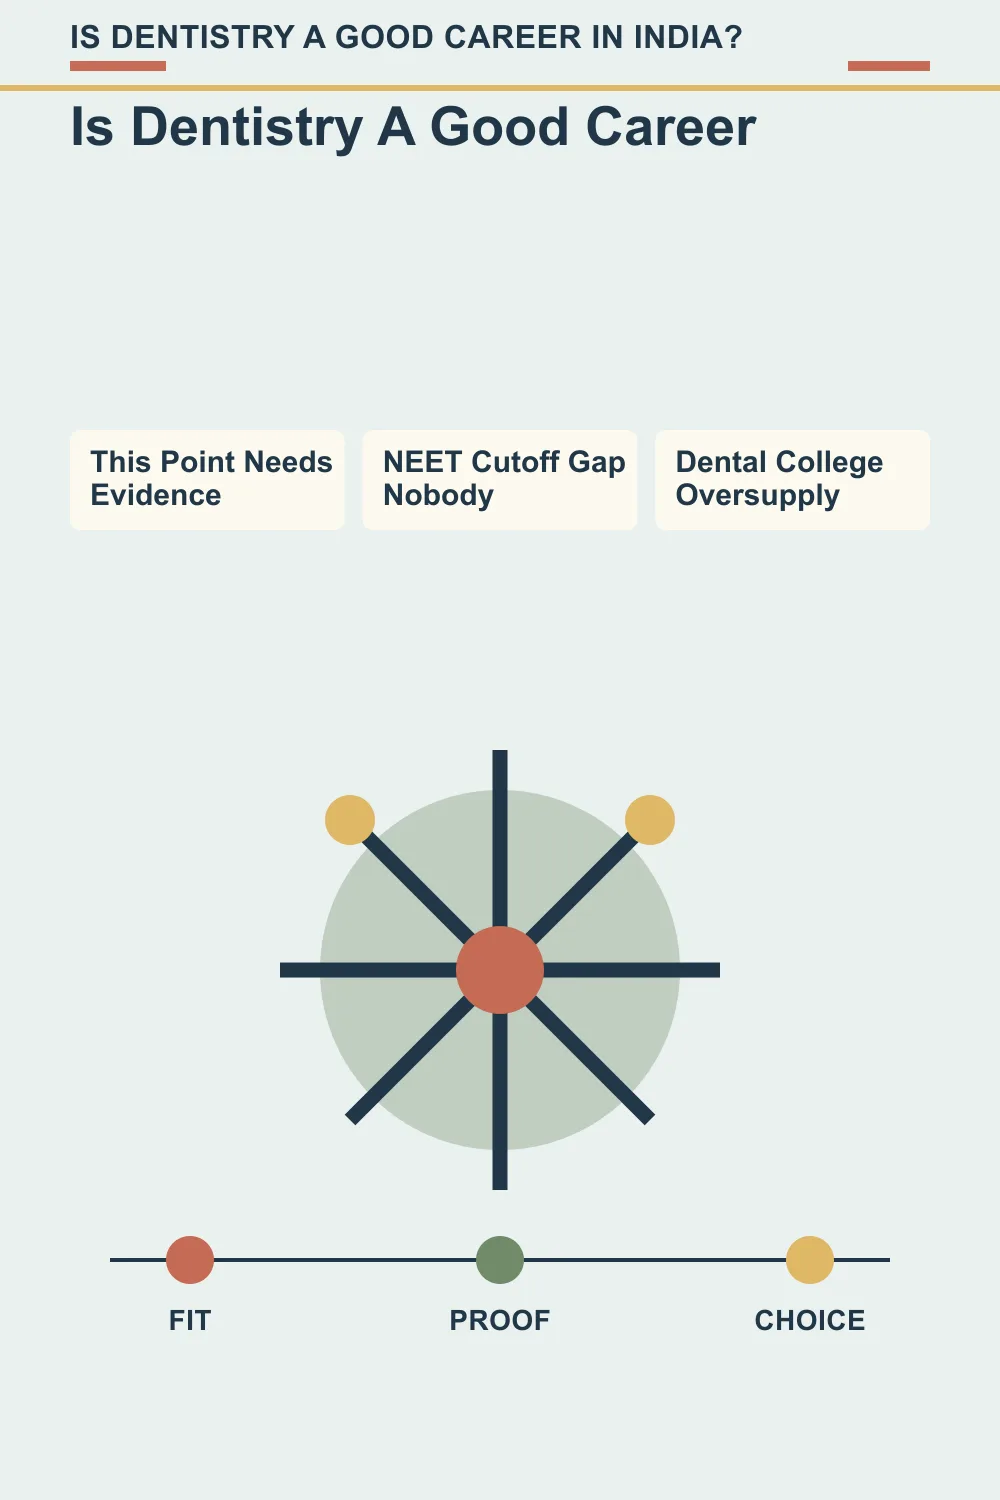 IS DENTISTRY A GOOD CAREER IN INDIA?
Is Dentistry A Good Career
This Point Needs
Evidence
NEET Cutoff Gap
Nobody
Dental College
Oversupply
FIT
PROOF
CHOICE